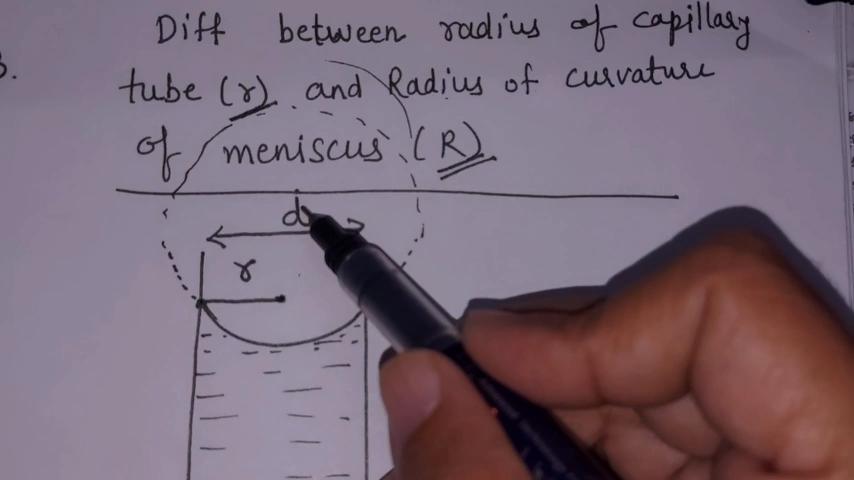 Diff between radius of capillary
tube (r) and Radius of curvature
of meniscus (R)
d
r